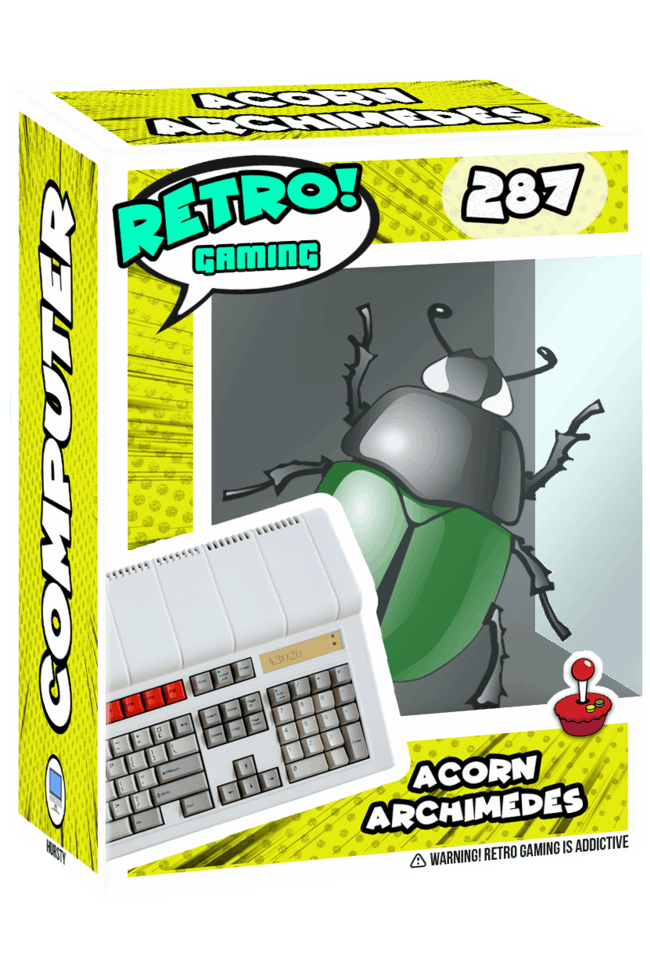 ACORN
ARCHIMEDES
RETRO!
GAMING
287
COMPUTER
A3020
ACORN
ARCHIMEDES
WARNING! RETRO GAMING IS ADDICTIVE
HURSTY